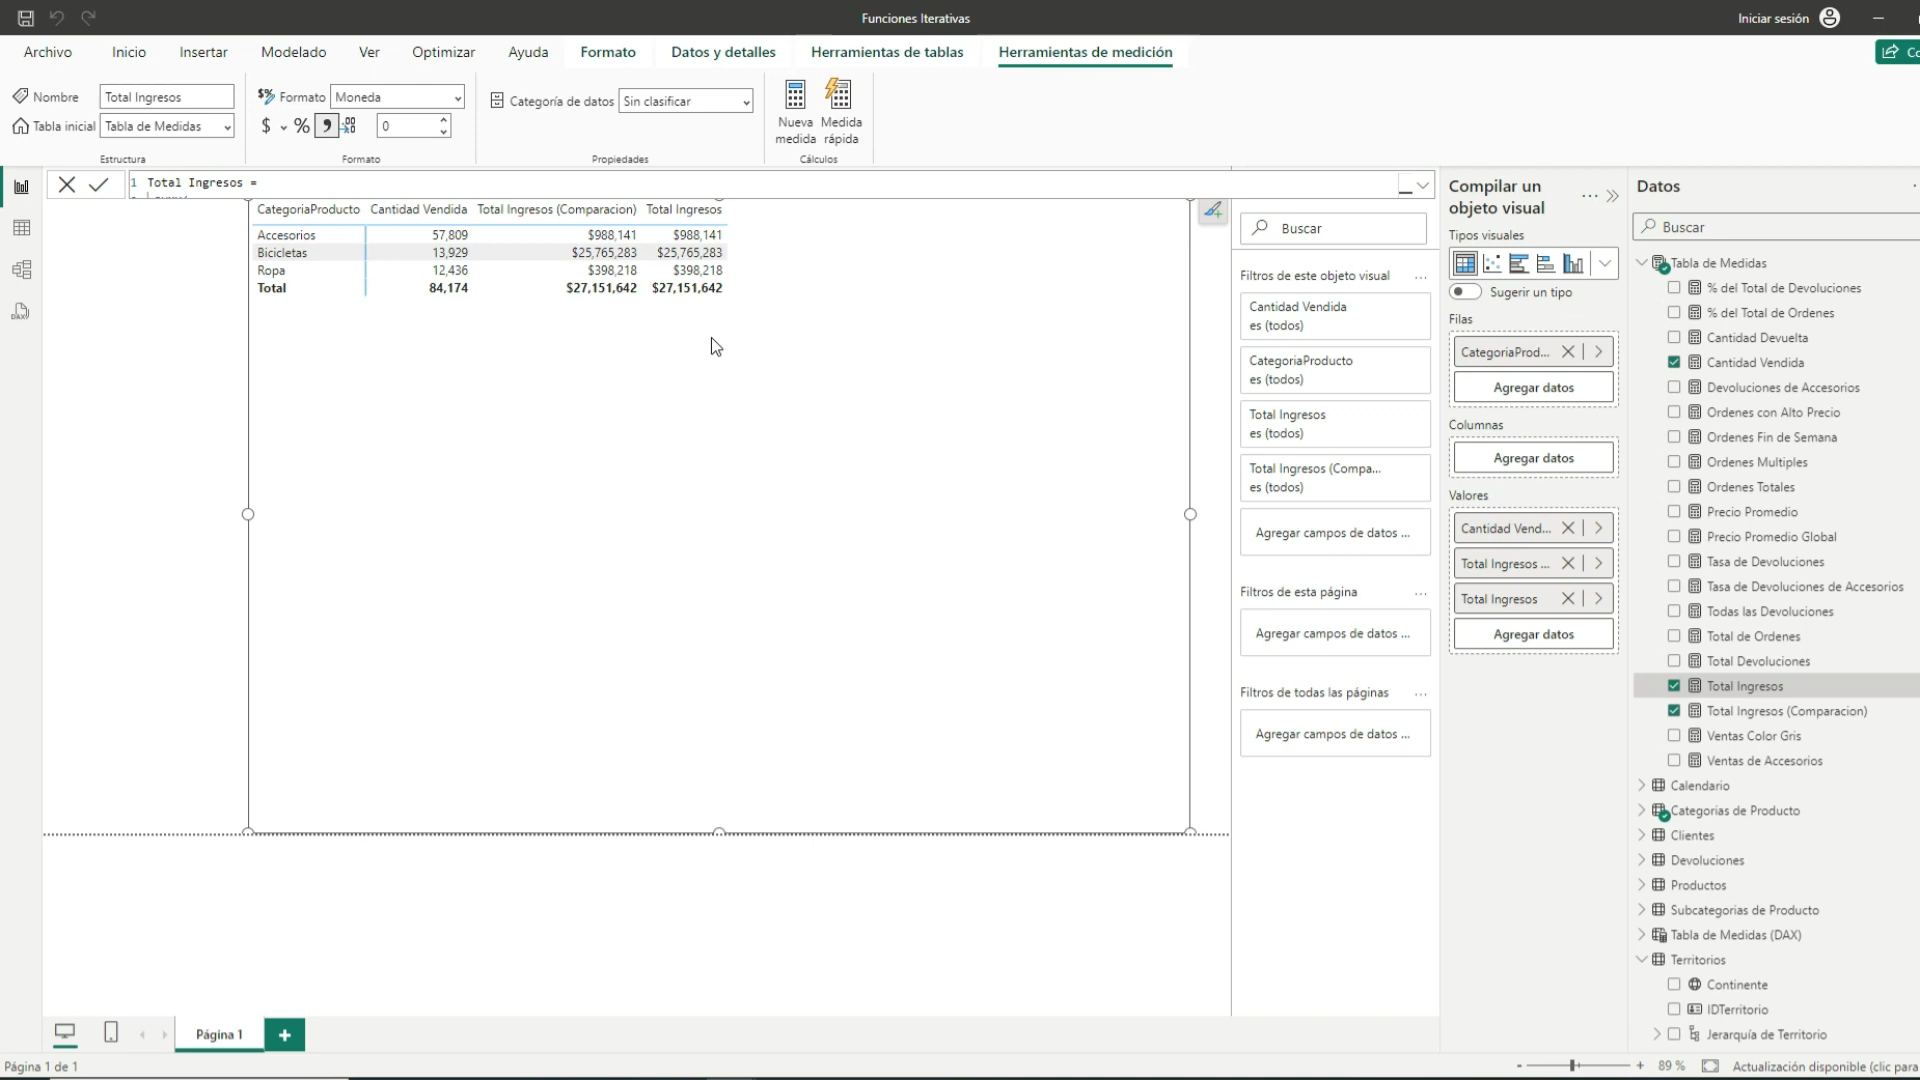 Funciones Iterativas
Iniciar sesión
Archivo
Inicio
Insertar
Modelado
Ver
Optimizar
Ayuda
Formato
Datos y detalles
Herramientas de tablas
Herramientas de medición
Co
Nombre
Total Ingresos
Tabla inicial
Tabla de Medidas
Estructura
Formato
Moneda
$
%
0
Formato
Categoría de datos
Sin clasificar
Propiedades
Nueva medida
Medida rápida
Cálculos
1 Total Ingresos =
CategoriaProducto Cantidad Vendida Total Ingresos (Comparacion) Total Ingresos
Accesorios 57,809 $988,141 $988,141
Bicicletas 13,929 $25,765,283 $25,765,283
Ropa 12,436 $398,218 $398,218
Total 84,174 $27,151,642 $27,151,642
Buscar
Filtros de este objeto visual
...
Cantidad Vendida
es (todos)
CategoriaProducto
es (todos)
Total Ingresos
es (todos)
Total Ingresos (Compa...
es (todos)
Agregar campos de datos ...
Filtros de esta página
...
Agregar campos de datos ...
Filtros de todas las páginas
...
Agregar campos de datos ...
Compilar un
objeto visual
...
Tipos visuales
Sugerir un tipo
Filas
CategoriaProd...
Agregar datos
Columnas
Agregar datos
Valores
Cantidad Vend...
Total Ingresos ...
Total Ingresos
Agregar datos
Datos
Buscar
Tabla de Medidas
% del Total de Devoluciones
% del Total de Ordenes
Cantidad Devuelta
Cantidad Vendida
Devoluciones de Accesorios
Ordenes con Alto Precio
Ordenes Fin de Semana
Ordenes Multiples
Ordenes Totales
Precio Promedio
Precio Promedio Global
Tasa de Devoluciones
Tasa de Devoluciones de Accesorios
Todas las Devoluciones
Total de Ordenes
Total Devoluciones
Total Ingresos
Total Ingresos (Comparacion)
Ventas Color Gris
Ventas de Accesorios
Calendario
Categorias de Producto
Clientes
Devoluciones
Productos
Subcategorias de Producto
Tabla de Medidas (DAX)
Territorios
Continente
IDTerritorio
Jerarquía de Territorio
Página 1
Página 1 de 1
- + 89 %
Actualización disponible (clic para